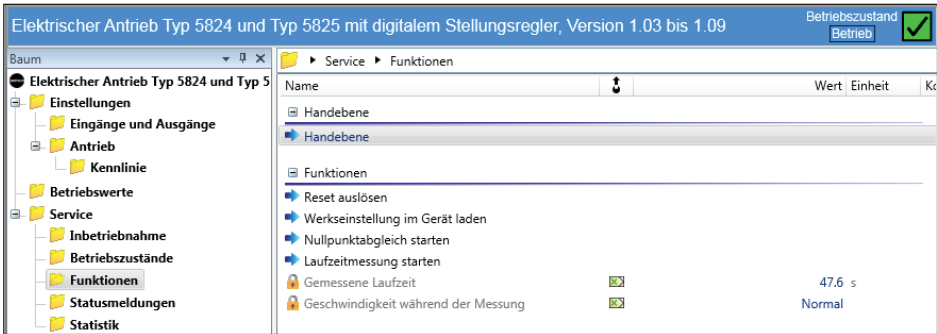 Elektrischer Antrieb Typ 5824 und Typ 5825 mit digitalem Stellungsregler, Version 1.03 bis 1.09
Betriebszustand
Betrieb
Baum
Elektrischer Antrieb Typ 5824 und Typ 5
Einstellungen
Eingänge und Ausgänge
Antrieb
Kennlinie
Betriebswerte
Service
Inbetriebnahme
Betriebszustände
Funktionen
Statusmeldungen
Statistik
Service Funktionen
Name Wert Einheit Ko
Handebene
Handebene
Funktionen
Reset auslösen
Werkseinstellung im Gerät laden
Nullpunktabgleich starten
Laufzeitmessung starten
Gemessene Laufzeit 47.6 s
Geschwindigkeit während der Messung Normal